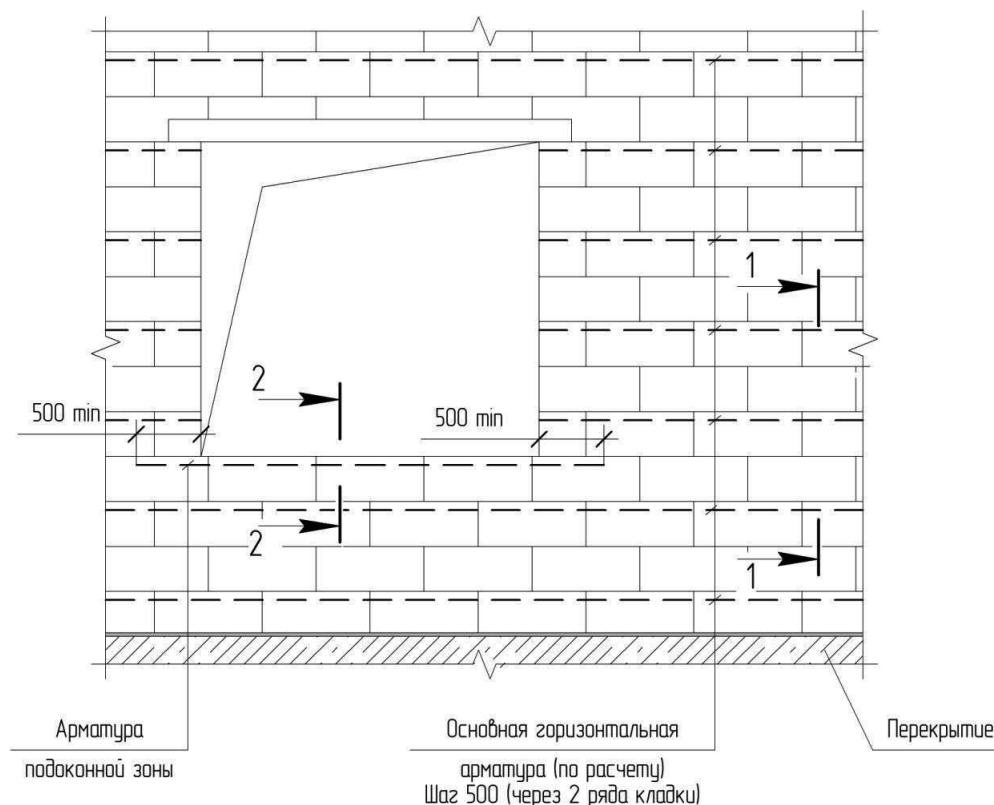 1
2
500 min
500 min
2
1
Арматура
подоконной зоны
Основная горизонтальная
арматура (по расчету)
Шаг 500 (через 2 ряда кладки)
Перекрытие